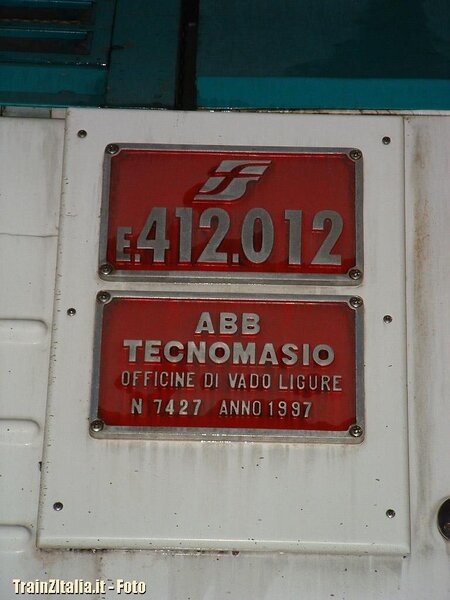 E.412.012
ABB
TECNOMASIO
OFFICINE DI VADO LIGURE
N 7427 ANNO 1997
TrainZItalia.it - Foto